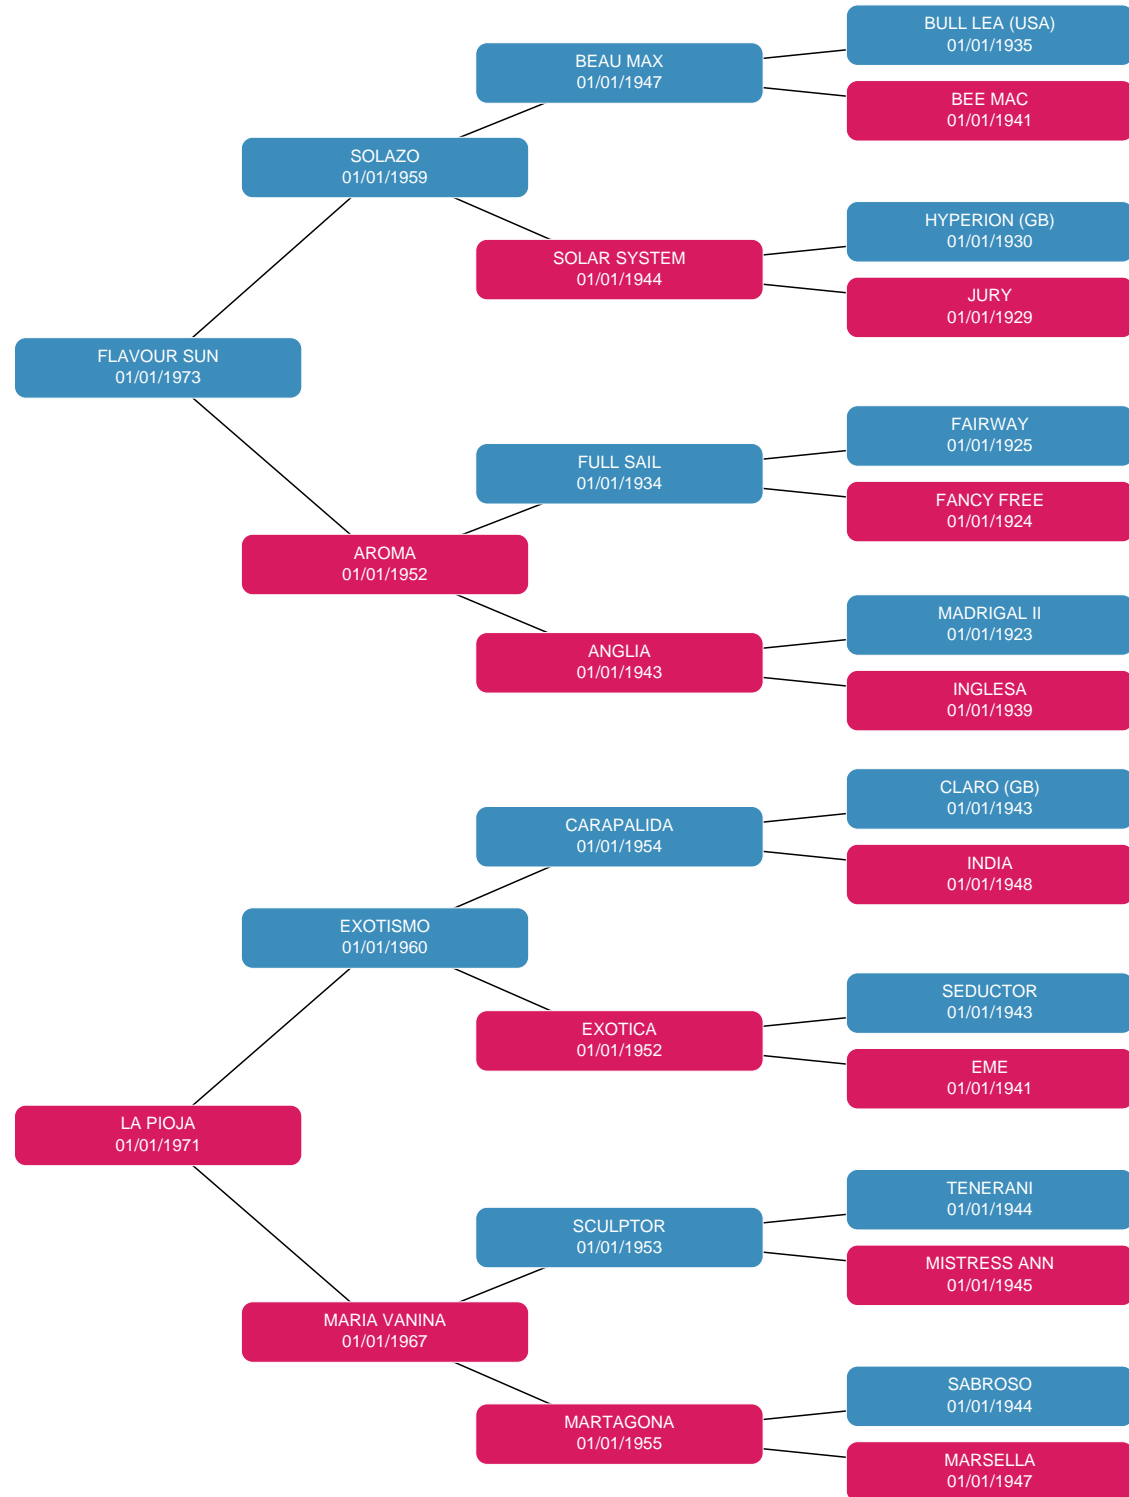 BULL LEA (USA)
01/01/1935
BEAU MAX
01/01/1947
BEE MAC
01/01/1941
SOLAZO
01/01/1959
HYPERION (GB)
01/01/1930
SOLAR SYSTEM
01/01/1944
JURY
01/01/1929
FLAVOUR SUN
01/01/1973
FAIRWAY
01/01/1925
FULL SAIL
01/01/1934
FANCY FREE
01/01/1924
AROMA
01/01/1952
MADRIGAL II
01/01/1923
ANGLIA
01/01/1943
INGLESA
01/01/1939
CLARO (GB)
01/01/1943
CARAPALIDA
01/01/1954
INDIA
01/01/1948
EXOTISMO
01/01/1960
SEDUCTOR
01/01/1943
EXOTICA
01/01/1952
EME
01/01/1941
LA PIOJA
01/01/1971
TENERANI
01/01/1944
SCULPTOR
01/01/1953
MISTRESS ANN
01/01/1945
MARIA VANINA
01/01/1967
SABROSO
01/01/1944
MARTAGONA
01/01/1955
MARSELLA
01/01/1947